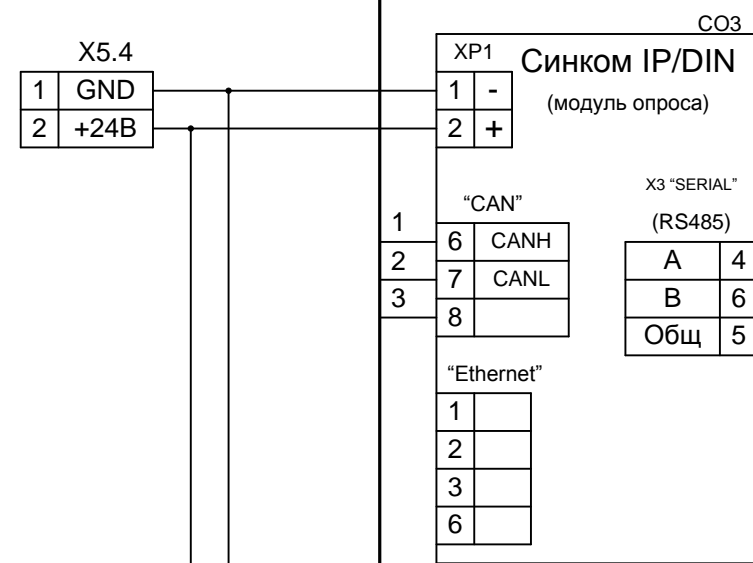 СО3
X5.4
1 GND
2 +24В
XP1
Синком IP/DIN
(модуль опроса)
1 -
2 +
X3 “SERIAL”
(RS485)
“CAN”
1
2
3
6 CANH
7 CANL
8
А 4
В 6
Общ 5
“Ethernet”
1
2
3
6